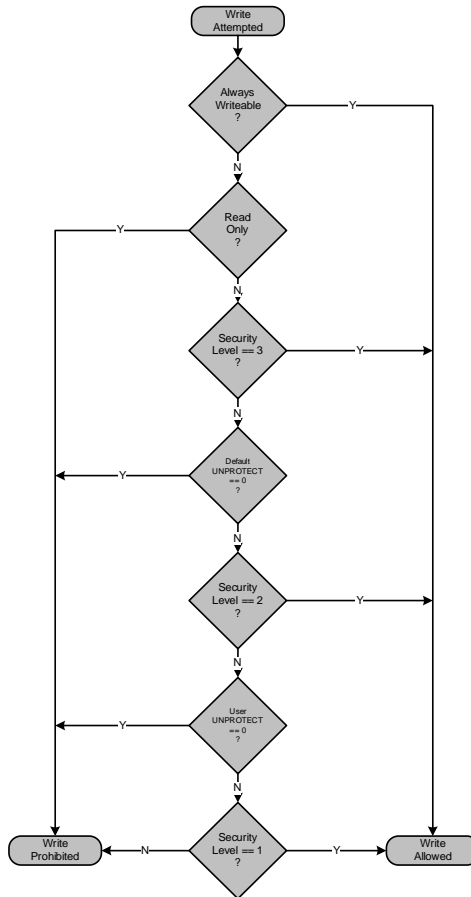 Write
Attempted
Always
Writeable
?
Y
N
Read
Only
?
Y
N
Security
Level == 3
?
Y
N
Default
UNPROTECT
== 0
?
Y
N
Security
Level == 2
?
Y
N
User
UNPROTECT
== 0
?
Y
N
Write
Prohibited
N
Security
Level == 1
?
Y
Write
Allowed